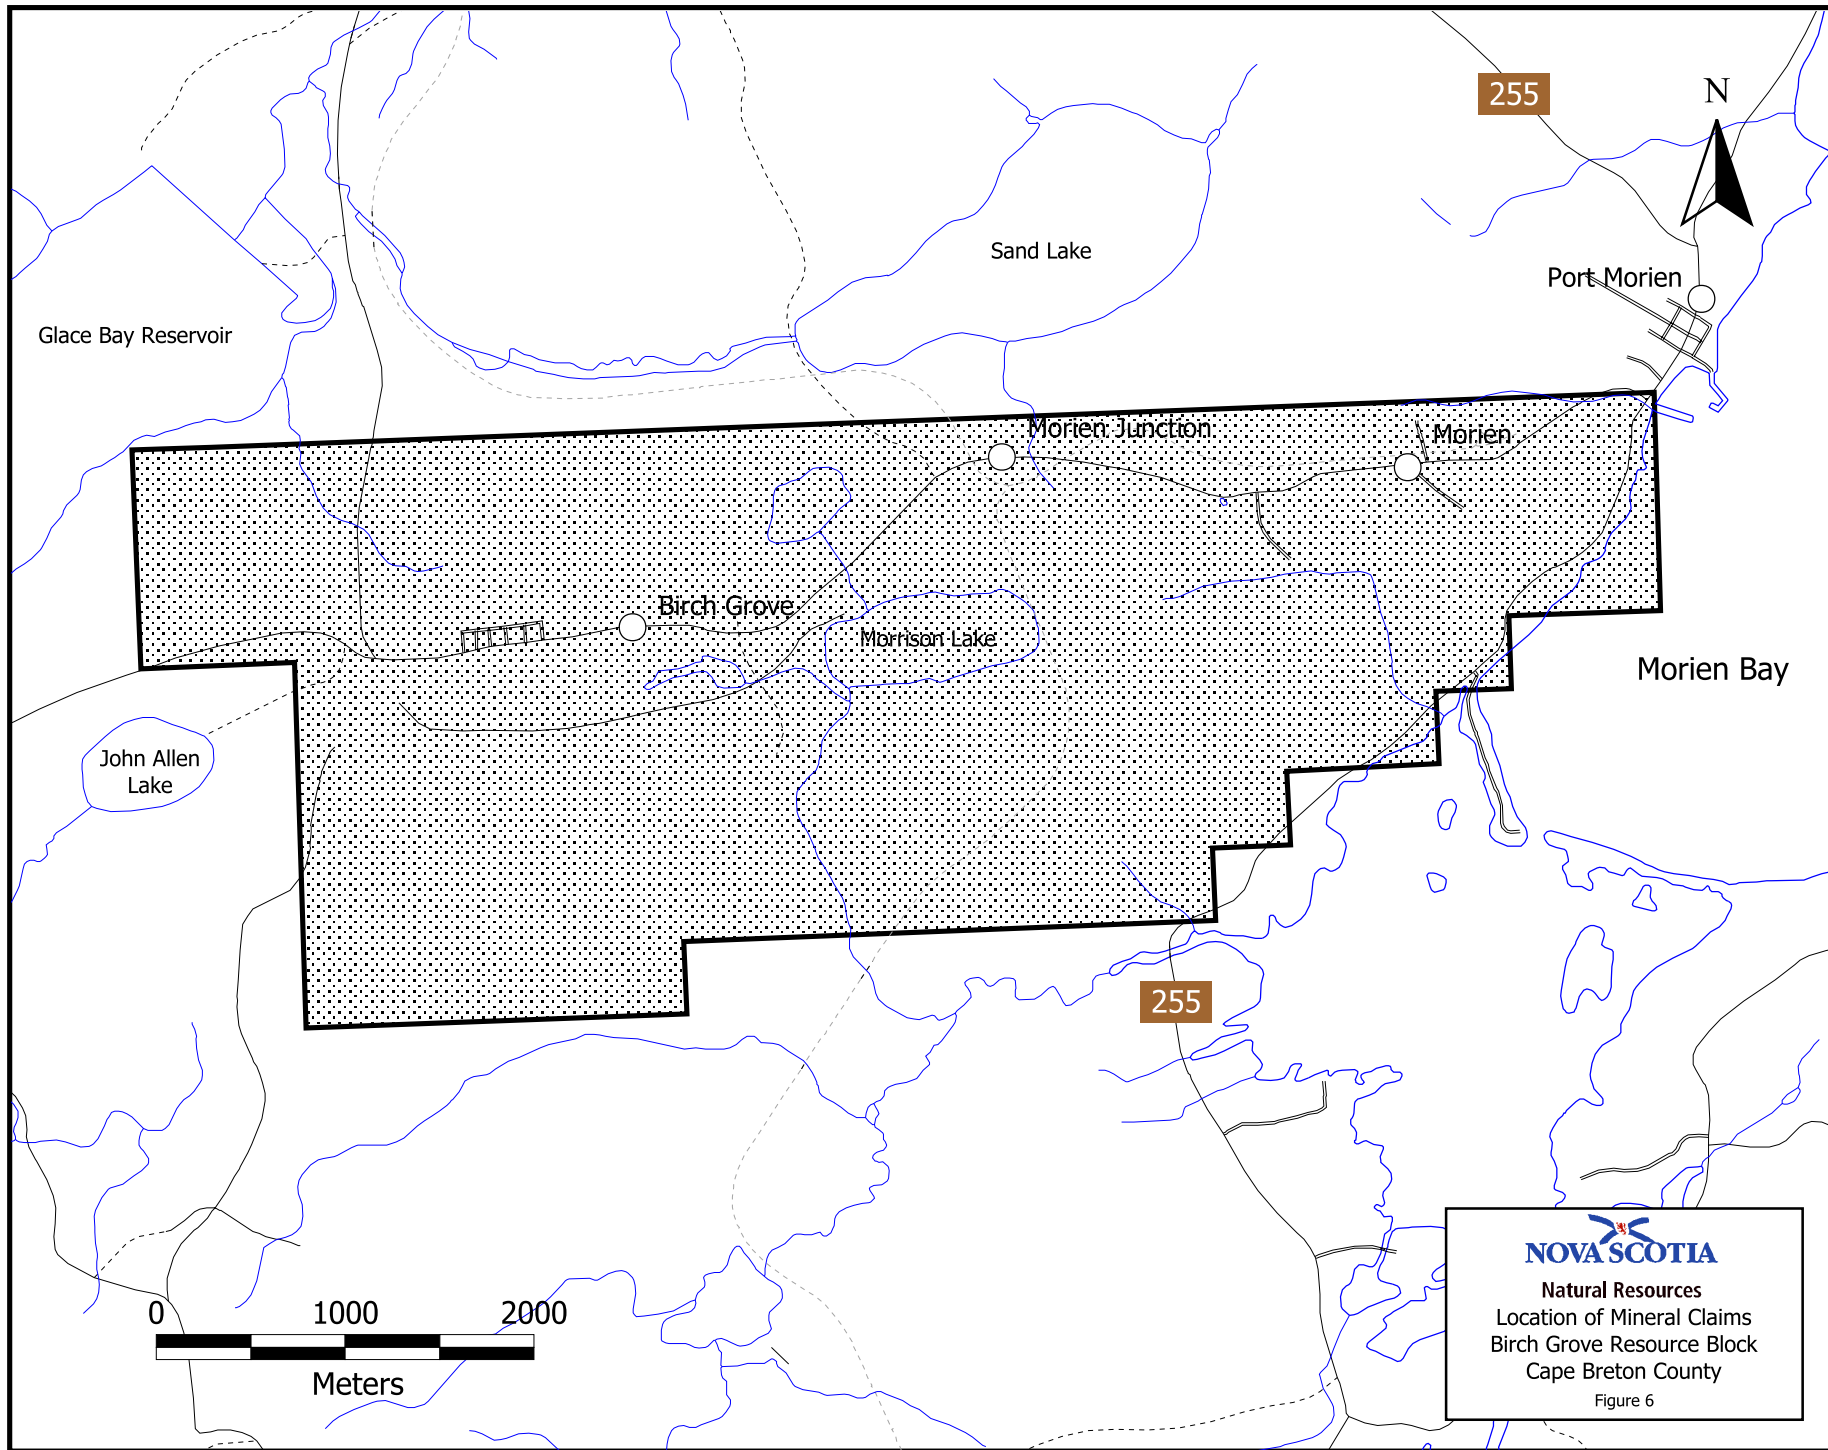 255
N
Sand Lake
Port Morien
Glace Bay Reservoir
Morien Junction
Morien
Birch Grove
Morrison Lake
Morien Bay
John Allen
Lake
255
0 1000 2000
Meters
NOVA SCOTIA
Natural Resources
Location of Mineral Claims
Birch Grove Resource Block
Cape Breton County
Figure 6